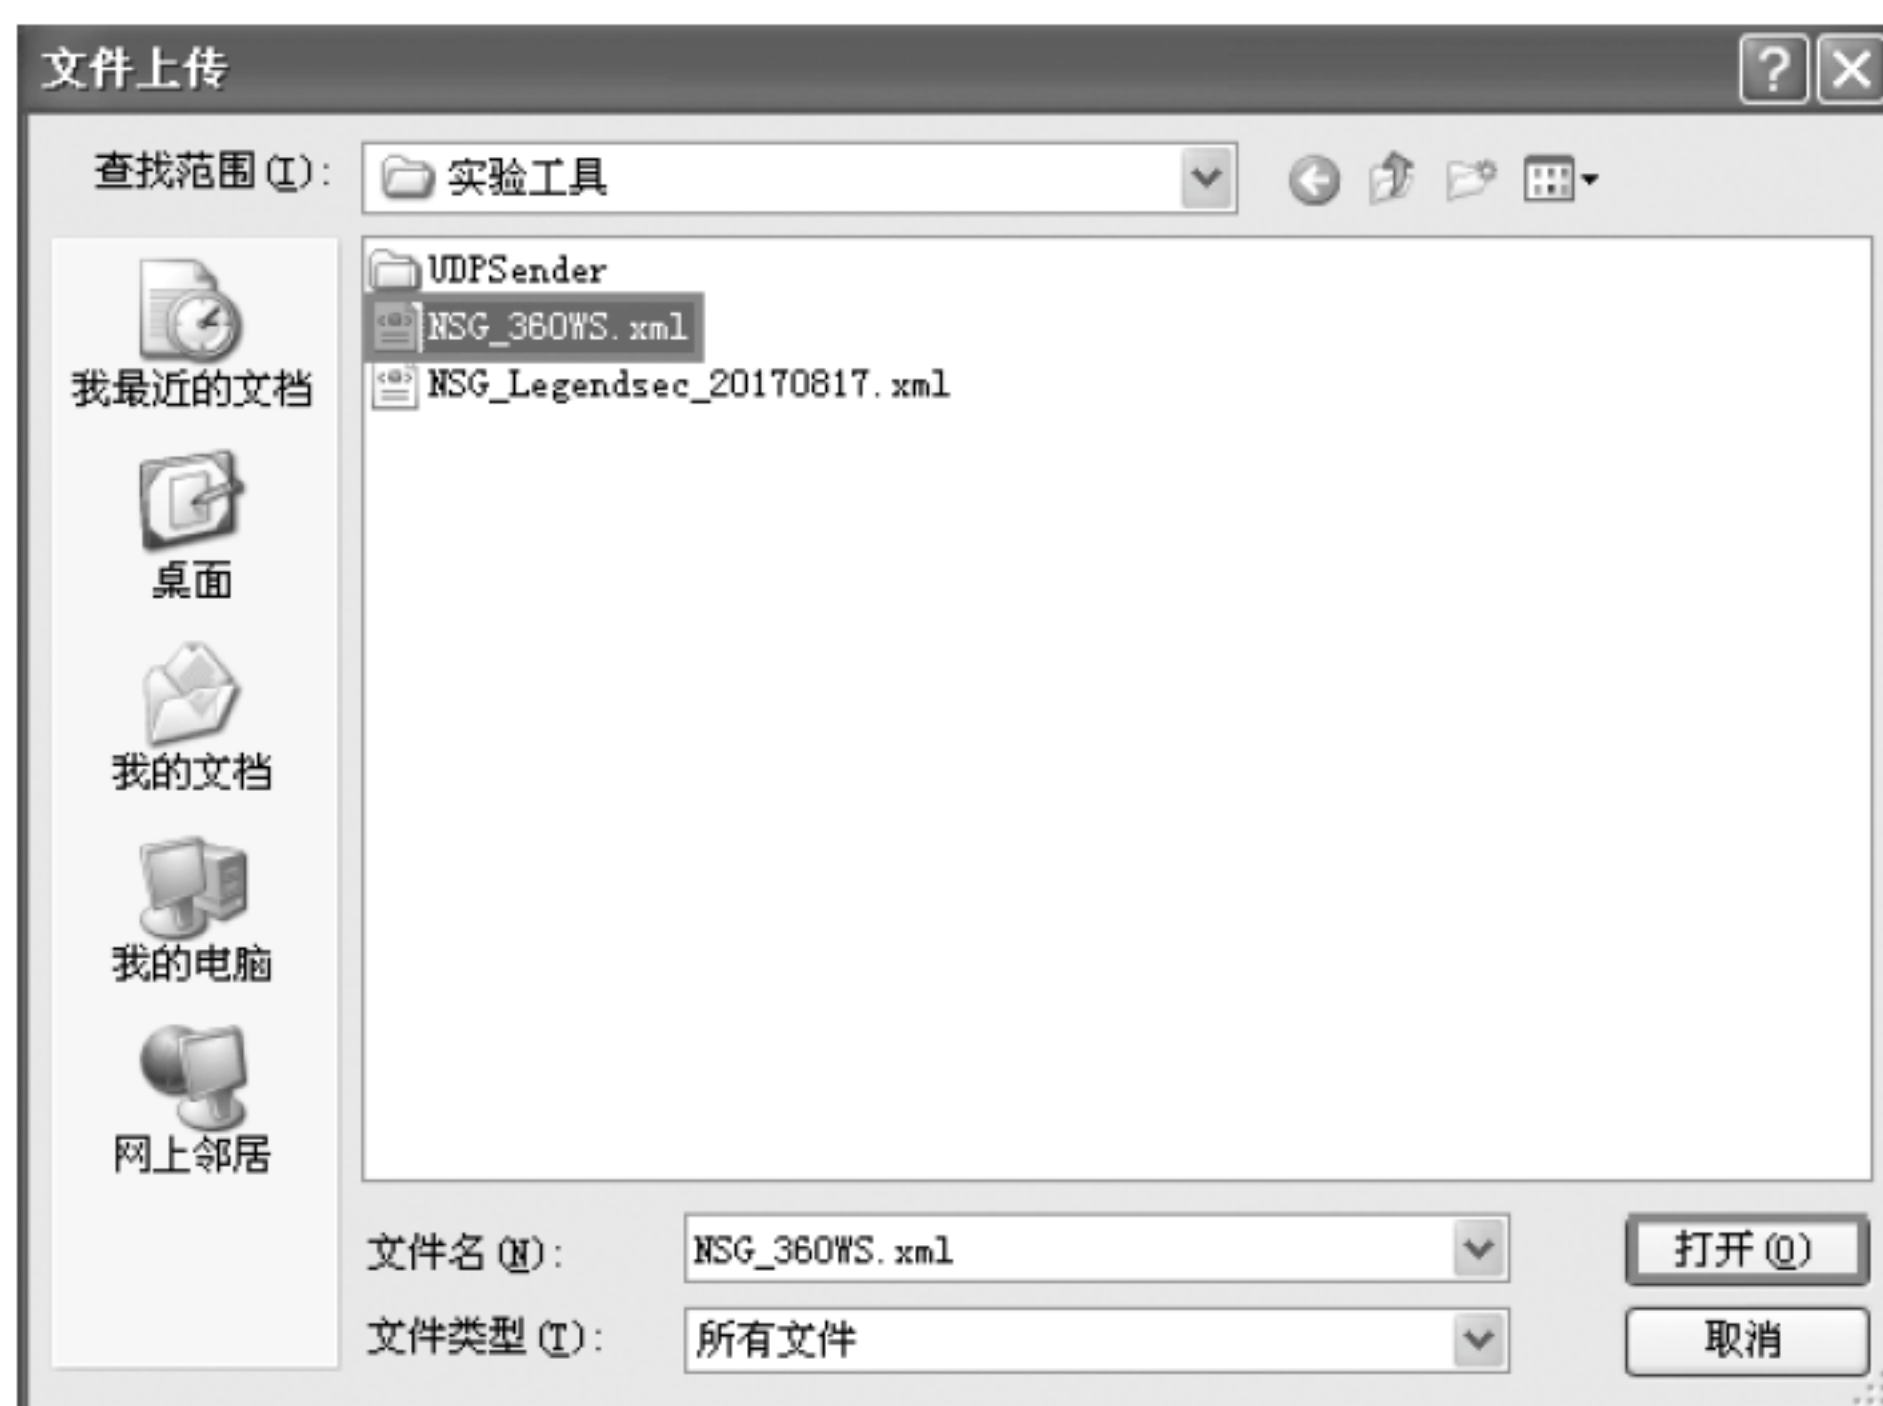 文件上传
查找范围(I):
实验工具
UDPSender
NSG_360WS.xml
NSG_Legendsec_20170817.xml
我最近的文档
桌面
我的文档
我的电脑
网上邻居
文件名(N):
NSG_360WS.xml
打开(O)
文件类型(T):
所有文件
取消